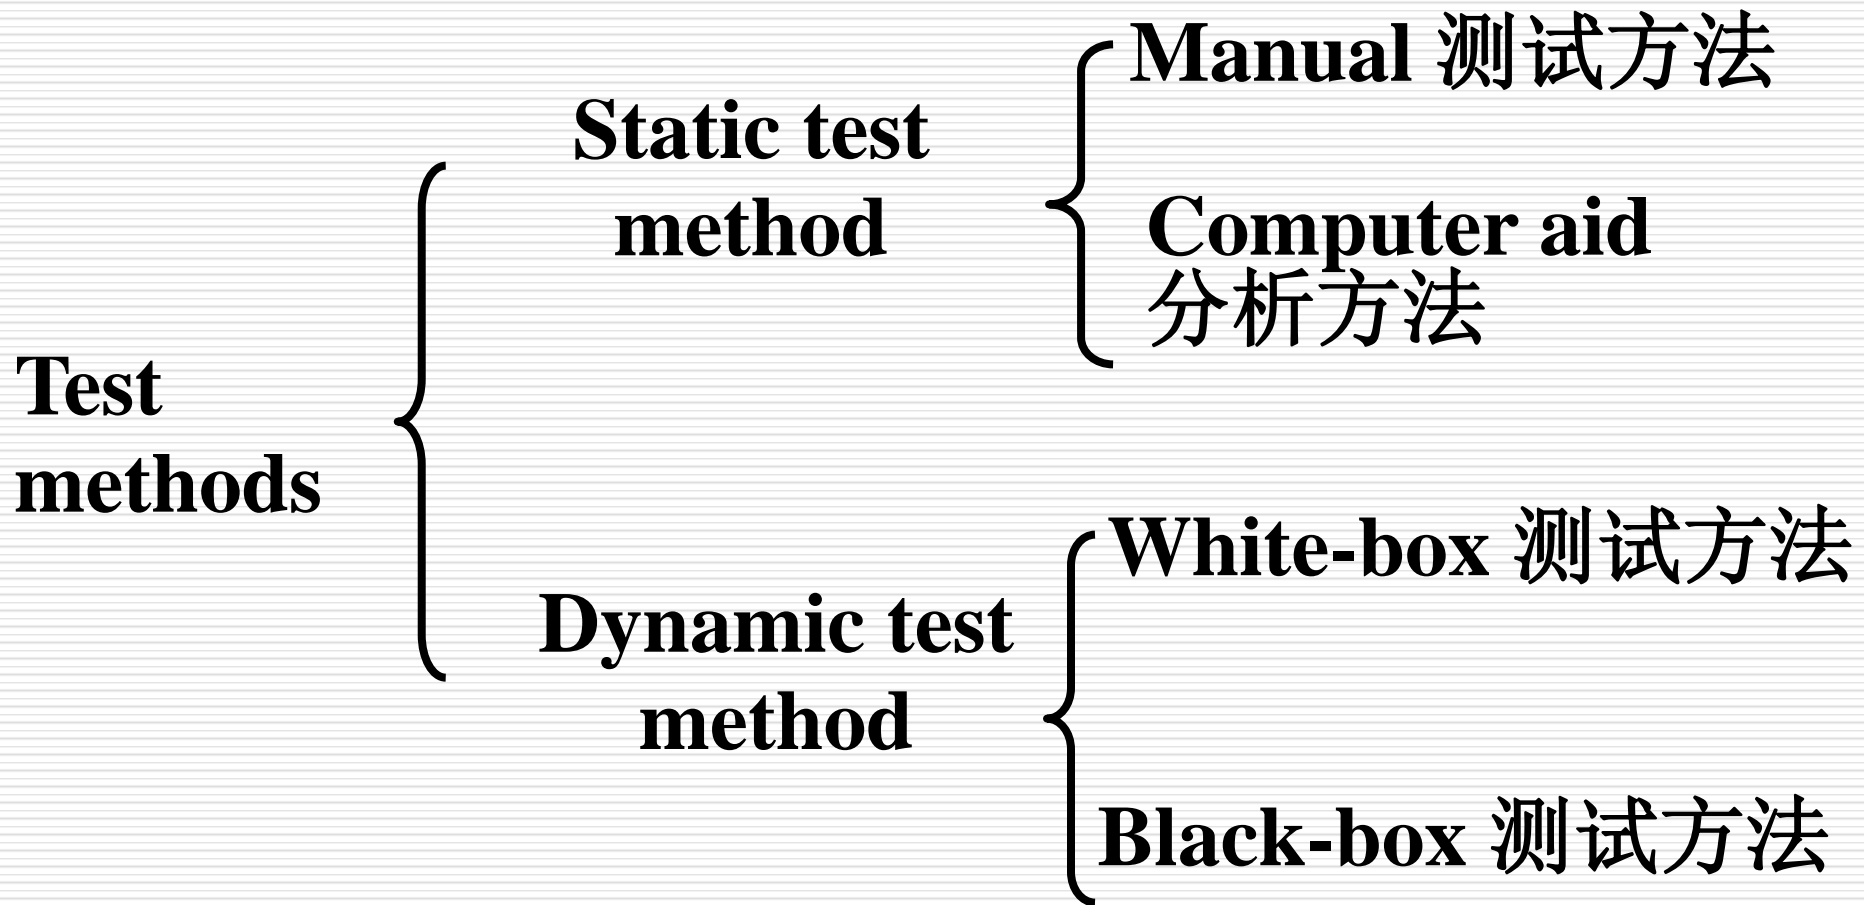 Test
methods
Static test
method
Manual 测试方法
Computer aid
分析方法
Dynamic test
method
White-box 测试方法
Black-box 测试方法